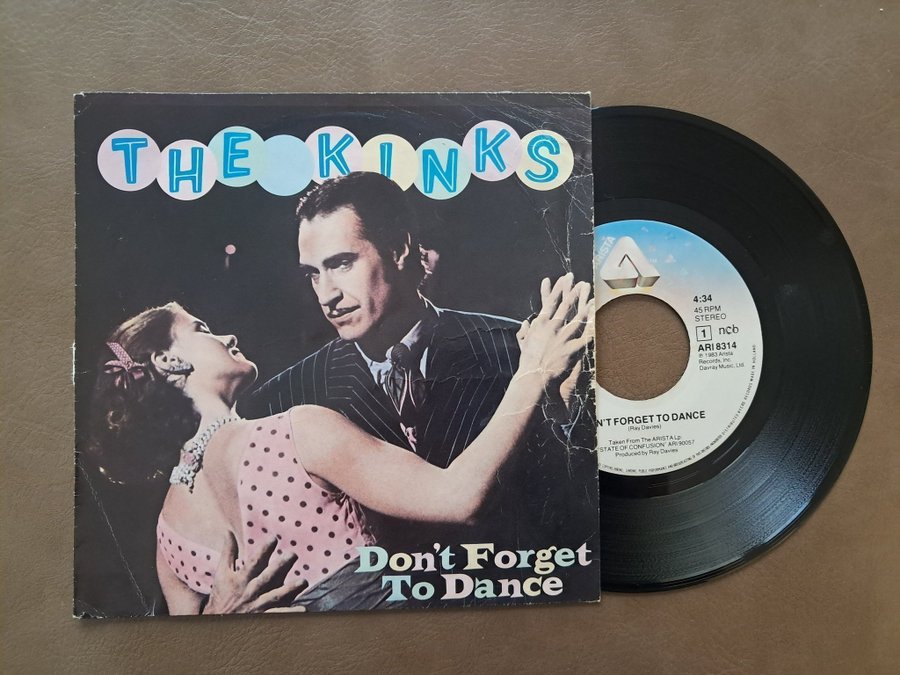 THE KINKS
Don't Forget
To Dance
ARISTA
4:34
45 RPM
STEREO
1 ncb
ARI 8314
℗ 1983 Arista
Records, Inc.
Davray Music, Ltd.
N'T FORGET TO DANCE
(Ray Davies)
Taken From The ARISTA Lp
"STATE OF CONFUSION" ARI 90057
Produced by Ray Davies